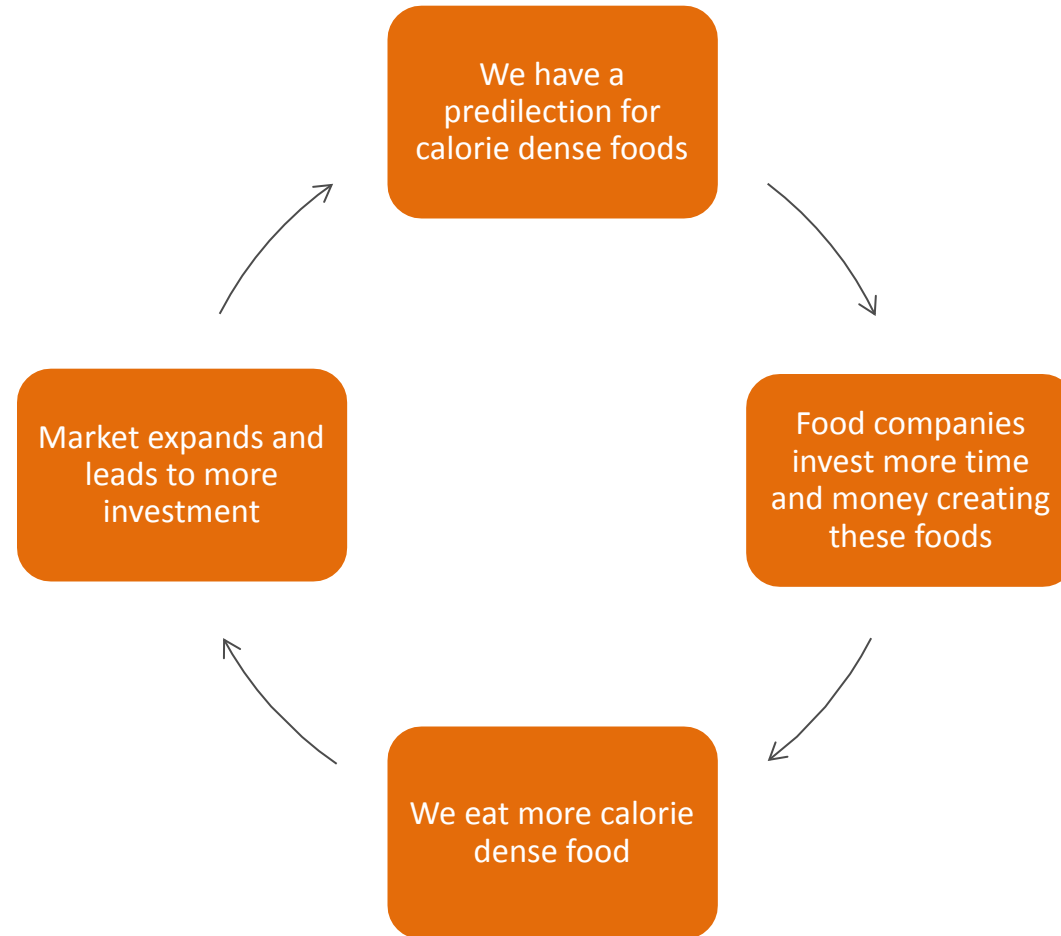 We have a
predilection for
calorie dense foods
Food companies
invest more time
and money creating
these foods
We eat more calorie
dense food
Market expands and
leads to more
investment